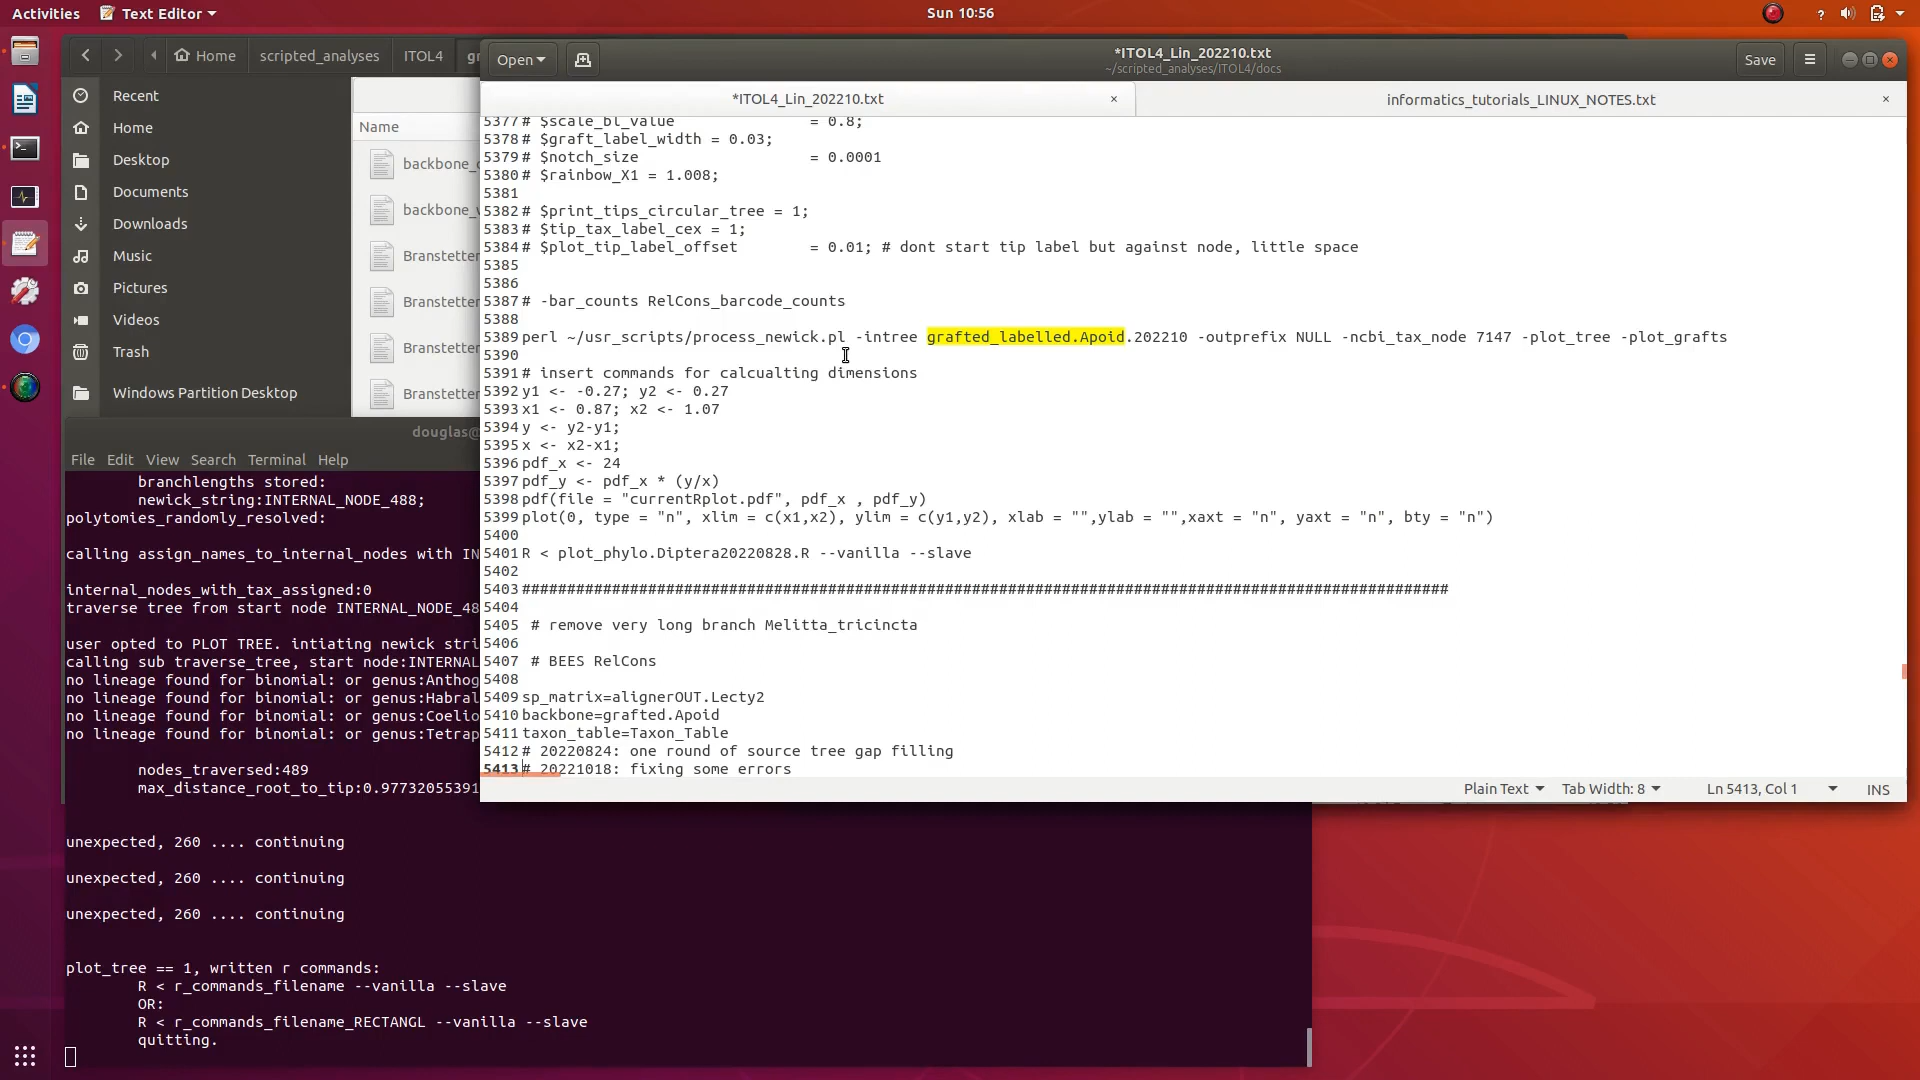 Activities
Text Editor
Sun 10:56
?
Home
scripted_analyses
ITOL4
Open
*ITOL4_Lin_202210.txt
~/scripted_analyses/ITOL4/docs
Save
*ITOL4_Lin_202210.txt ×
informatics_tutorials_LINUX_NOTES.txt ×
Recent
Home
Desktop
Documents
Downloads
Music
Pictures
Videos
Trash
Windows Partition Desktop
Name
backbone_
backbone_
Branstetter
Branstetter
Branstetter
Branstetter
5377 # $scale_bl_value = 0.8;
5378 # $graft_label_width = 0.03;
5379 # $notch_size = 0.0001
5380 # $rainbow_X1 = 1.008;
5381
5382 # $print_tips_circular_tree = 1;
5383 # $tip_tax_label_cex = 1;
5384 # $plot_tip_label_offset = 0.01; # dont start tip label but against node, little space
5385
5386
5387 # -bar_counts RelCons_barcode_counts
5388
5389 perl ~/usr_scripts/process_newick.pl -intree grafted_labelled.Apoid.202210 -outprefix NULL -ncbi_tax_node 7147 -plot_tree -plot_grafts
5390
5391 # insert commands for calcualting dimensions
5392 y1 <- -0.27; y2 <- 0.27
5393 x1 <- 0.87; x2 <- 1.07
5394 y <- y2-y1;
5395 x <- x2-x1;
5396 pdf_x <- 24
5397 pdf_y <- pdf_x * (y/x)
5398 pdf(file = "currentRplot.pdf", pdf_x , pdf_y)
5399 plot(0, type = "n", xlim = c(x1,x2), ylim = c(y1,y2), xlab = "",ylab = "",xaxt = "n", yaxt = "n", bty = "n")
5400
5401 R < plot_phylo.Diptera20220828.R --vanilla --slave
5402
5403 #######################################################################################################
5404
5405 # remove very long branch Melitta_tricincta
5406
5407 # BEES RelCons
5408
5409 sp_matrix=alignerOUT.Lecty2
5410 backbone=grafted.Apoid
5411 taxon_table=Taxon_Table
5412 # 20220824: one round of source tree gap filling
5413 # 20221018: fixing some errors
Plain Text
Tab Width: 8
Ln 5413, Col 1
INS
douglas@
File Edit View Search Terminal Help
branchlengths stored:
newick_string:INTERNAL_NODE_488;
polytomies_randomly_resolved:
calling assign_names_to_internal_nodes with IN
internal_nodes_with_tax_assigned:0
traverse tree from start node INTERNAL_NODE_48
user opted to PLOT TREE. intiating newick stri
calling sub traverse_tree, start node:INTERNAL
no lineage found for binomial: or genus:Anthog
no lineage found for binomial: or genus:Habral
no lineage found for binomial: or genus:Coelio
no lineage found for binomial: or genus:Tetrap
nodes_traversed:489
max_distance_root_to_tip:0.97732055391
unexpected, 260 .... continuing
unexpected, 260 .... continuing
unexpected, 260 .... continuing
plot_tree == 1, written r commands:
R < r_commands_filename --vanilla --slave
OR:
R < r_commands_filename_RECTANGL --vanilla --slave
quitting.